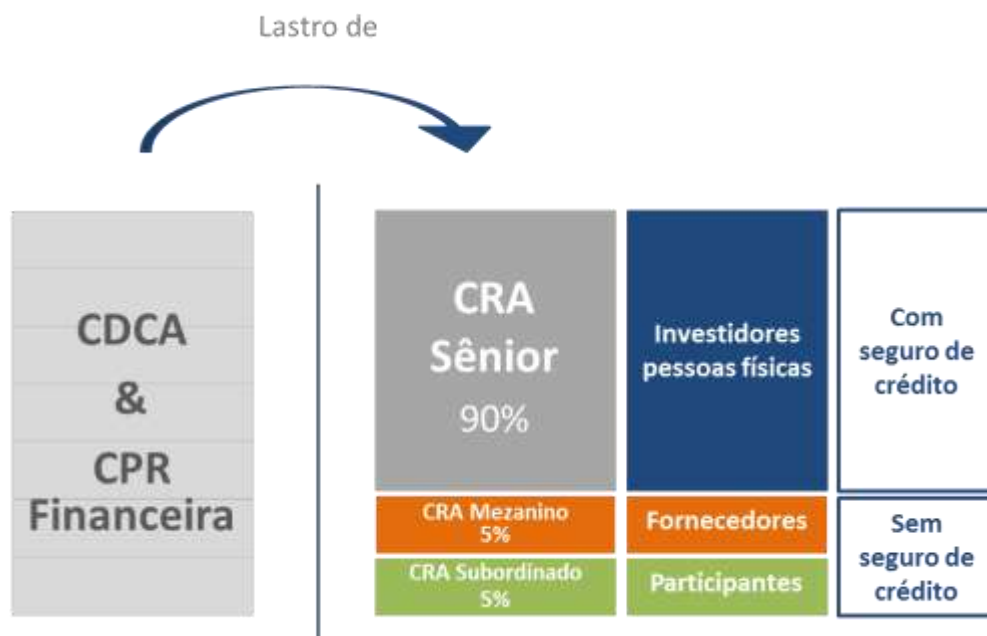 Lastro de
CDCA
&
CPR
Financeira
CRA
Sênior
90%
Investidores
pessoas físicas
Com
seguro de
crédito
CRA Mezanino
5%
Fornecedores
CRA Subordinado
5%
Participantes
Sem
seguro de
crédito